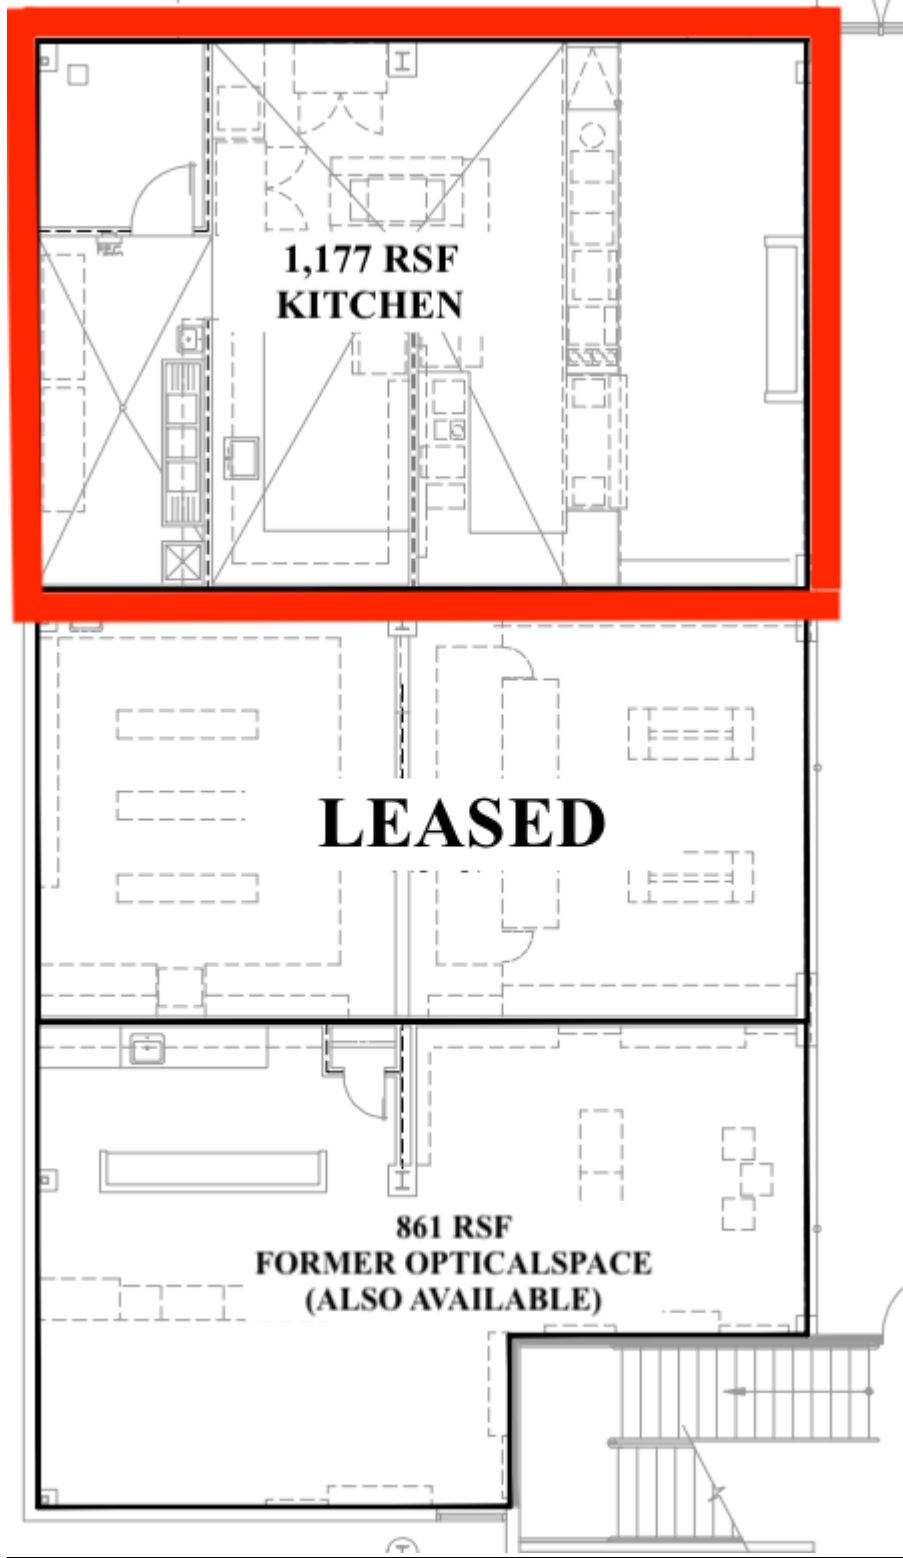 1,177 RSF
KITCHEN
LEASED
861 RSF
FORMER OPTICALSPACE
(ALSO AVAILABLE)